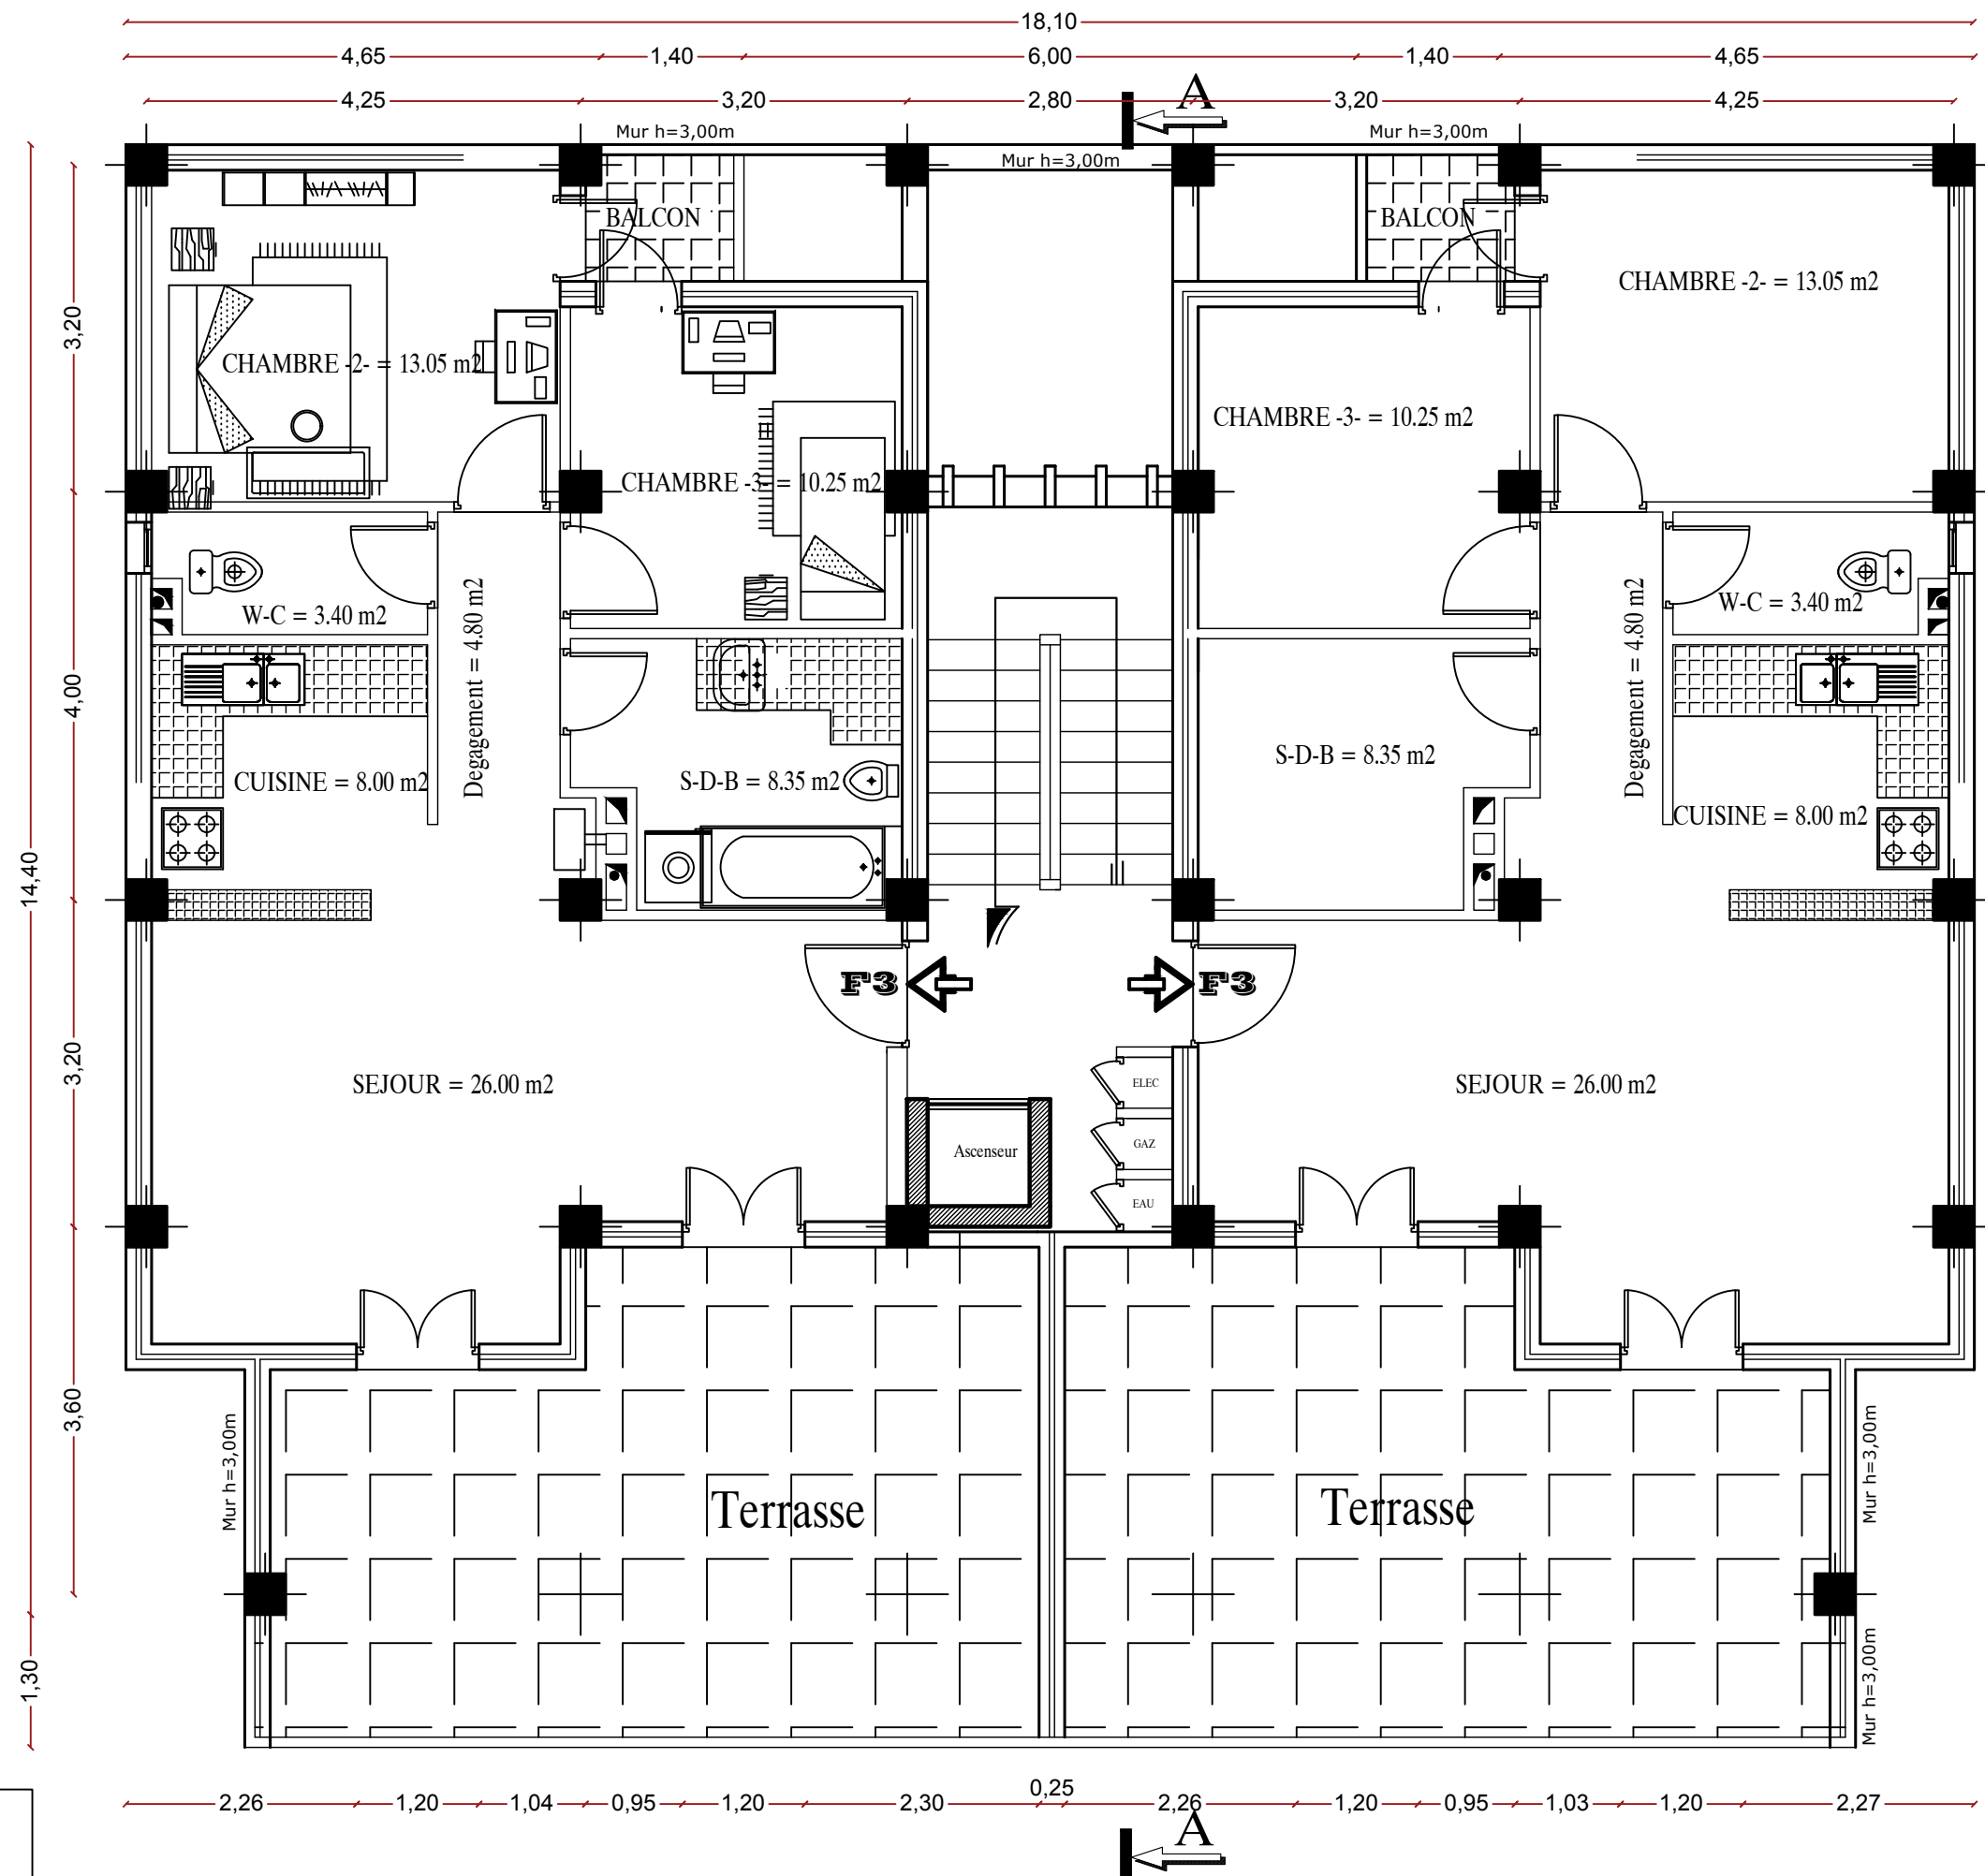 18,10
4,65 1,40 6,00 1,40 4,65
4,25 3,20 2,80 3,20 4,25
A
Mur h=3,00m
Mur h=3,00m
Mur h=3,00m
BALCON
BALCON
CHAMBRE -2- = 13.05 m2
3,20
CHAMBRE -2- = 13.05 m2
CHAMBRE -3- = 10.25 m2
CHAMBRE -3- = 10.25 m2
W-C = 3.40 m2
W-C = 3.40 m2
Degagement = 4.80 m2
Degagement = 4.80 m2
4,00
S-D-B = 8.35 m2
CUISINE = 8.00 m2
S-D-B = 8.35 m2
CUISINE = 8.00 m2
14,40
F3
F3
3,20
SEJOUR = 26.00 m2
SEJOUR = 26.00 m2
ELEC
GAZ
Ascenseur
EAU
3,60
Mur h=3,00m
Mur h=3,00m
Terrasse
Terrasse
1,30
Mur h=3,00m
0,25
2,26 1,20 1,04 0,95 1,20 2,30 2,26 1,20 0,95 1,03 1,20 2,27
A